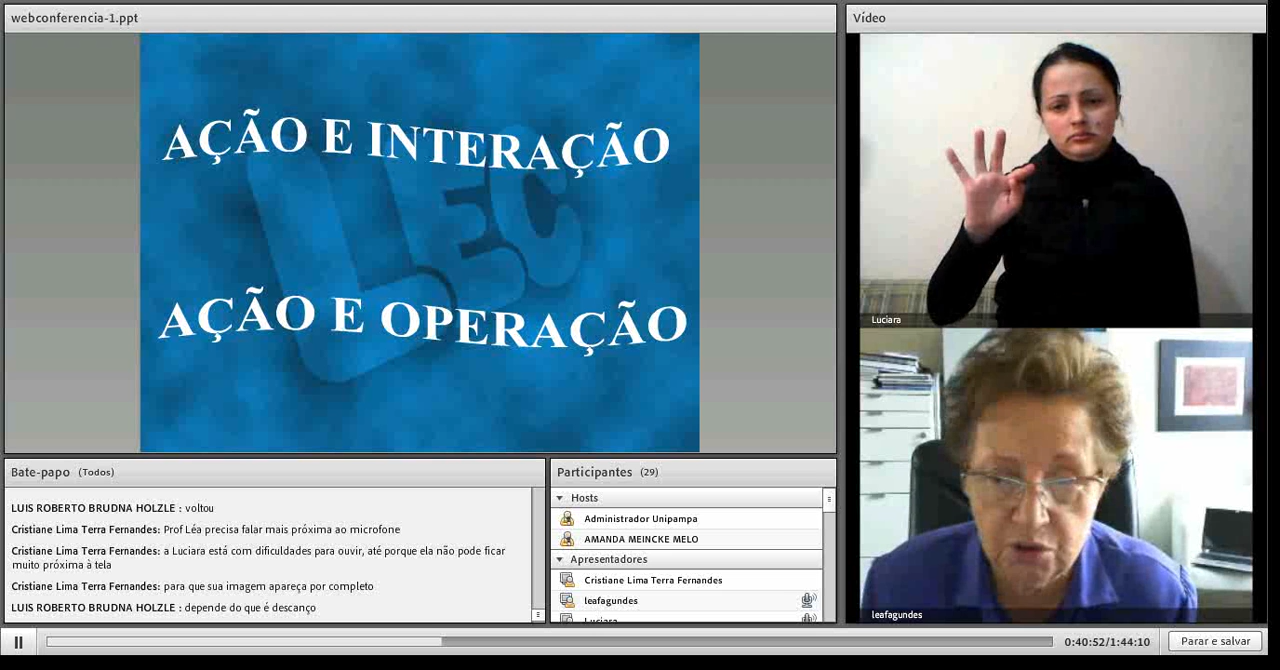 webconferencia-1.ppt
AÇÃO E INTERAÇÃO
LEC
AÇÃO E OPERAÇÃO
Bate-papo (Todos)
LUIS ROBERTO BRUDNA HOLZLE : voltou
Cristiane Lima Terra Fernandes: Prof Léa precisa falar mais próxima ao microfone
Cristiane Lima Terra Fernandes: a Luciara está com dificuldades para ouvir, até porque ela não pode ficar
muito próxima à tela
Cristiane Lima Terra Fernandes: para que sua imagem apareça por completo
LUIS ROBERTO BRUDNA HOLZLE : depende do que é descanço
Participantes (29)
Hosts
Administrador Unipampa
AMANDA MEINCKE MELO
Apresentadores
Cristiane Lima Terra Fernandes
leafagundes
Luciara
Vídeo
Luciara
leafagundes
0:40:52/1:44:10
Parar e salvar